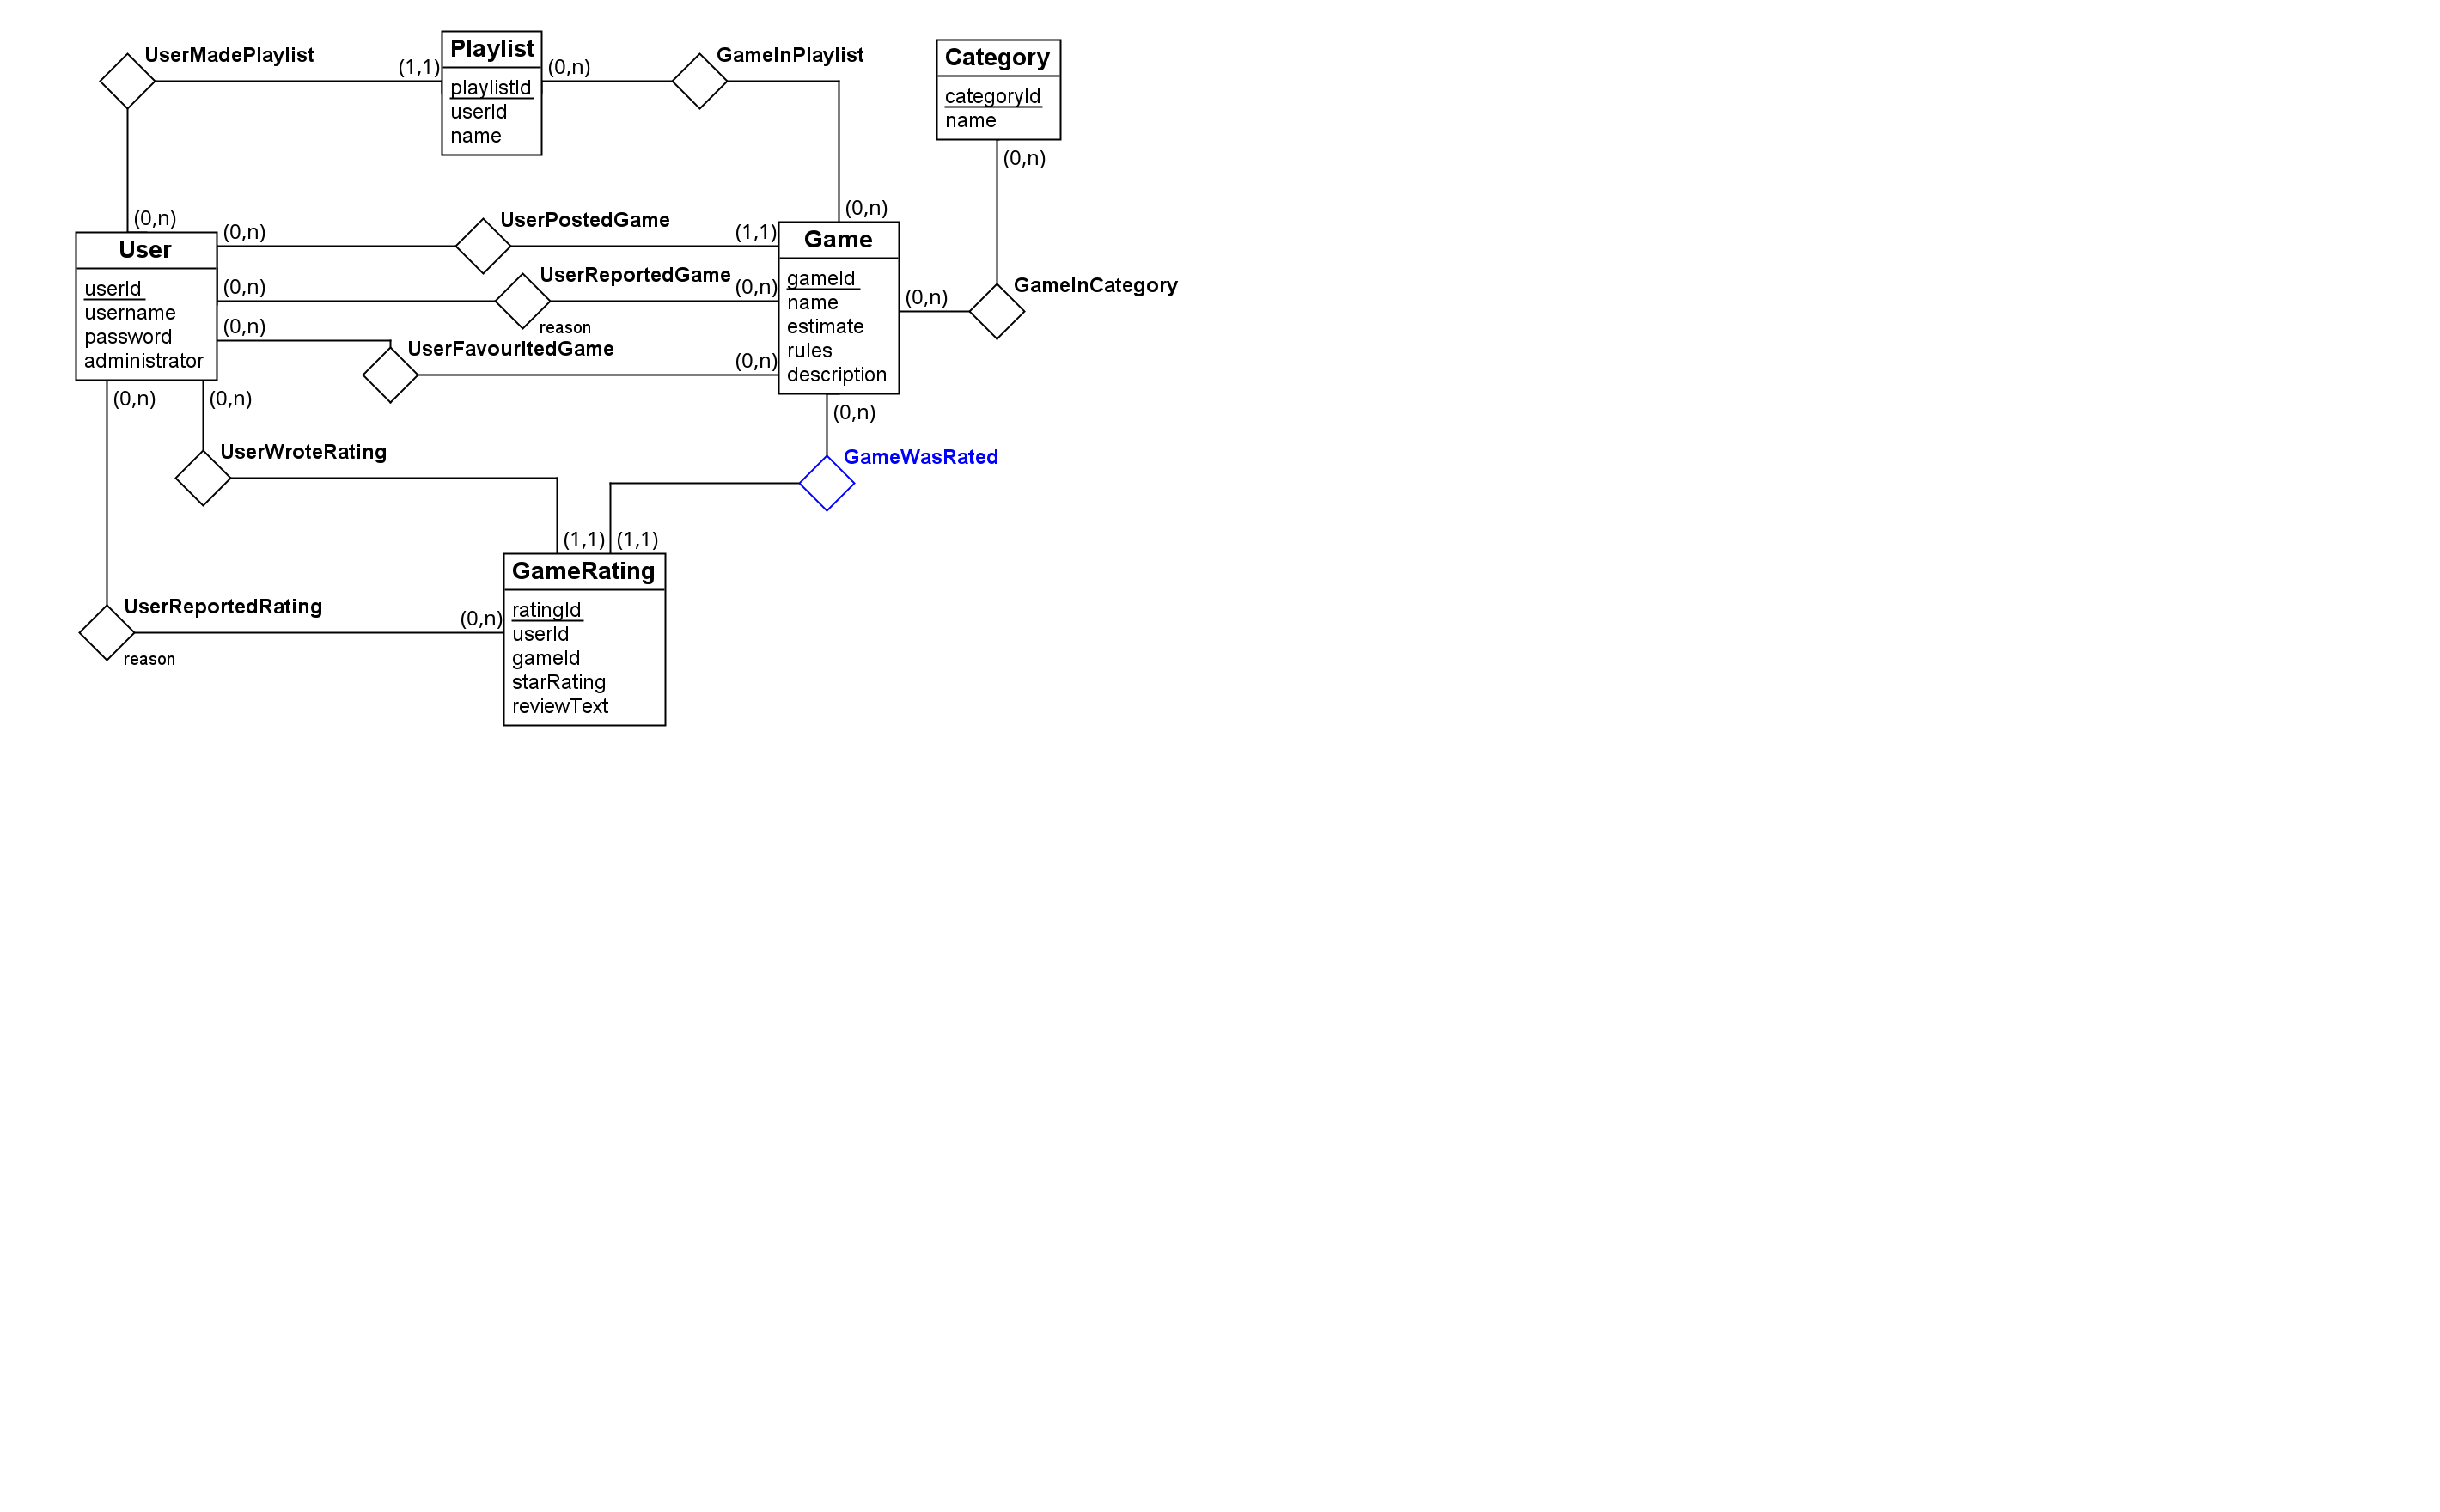 UserMadePlaylist
(1,1)
Playlist
playlistId
userId
name
(0,n)
GameInPlaylist
Category
categoryId
name
(0,n)
(0,n)
(0,n)
User
userId
username
password
administrator
(0,n)
UserPostedGame
(1,1)
(0,n)
UserReportedGame
reason
(0,n)
(0,n)
UserFavouritedGame
(0,n)
Game
gameId
name
estimate
rules
description
(0,n)
GameInCategory
(0,n)
(0,n)
(0,n)
UserWroteRating
GameWasRated
(1,1)
(1,1)
GameRating
ratingId
userId
gameId
starRating
reviewText
UserReportedRating
reason
(0,n)